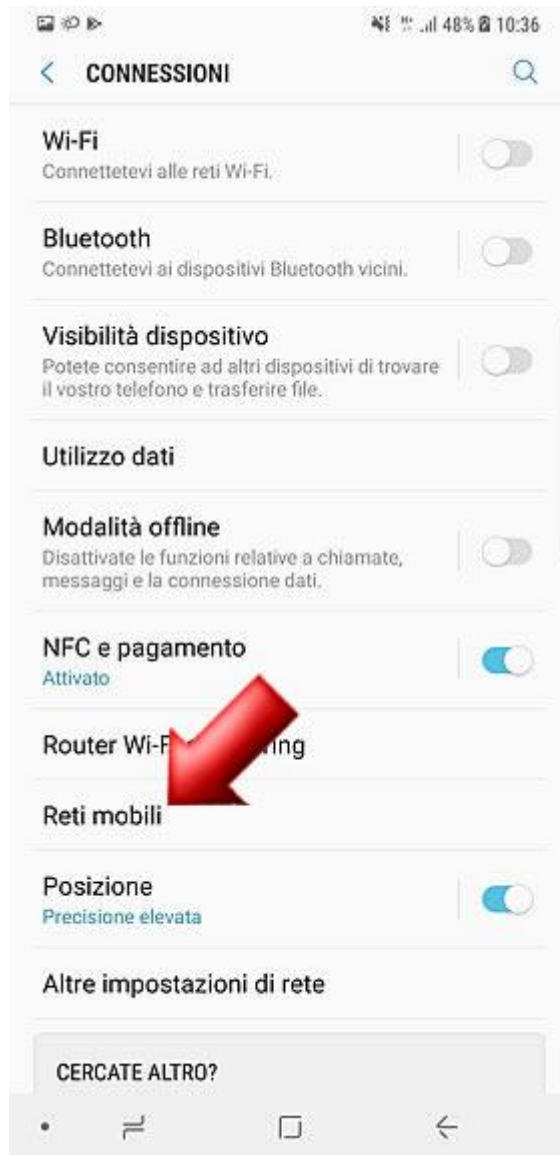 48% 10:36
CONNESSIONI
Wi-Fi
Connettetevi alle reti Wi-Fi.
Bluetooth
Connettetevi ai dispositivi Bluetooth vicini.
Visibilità dispositivo
Potete consentire ad altri dispositivi di trovare
il vostro telefono e trasferire file.
Utilizzo dati
Modalità offline
Disattivate le funzioni relative a chiamate,
messaggi e la connessione dati.
NFC e pagamento
Attivato
Router
Reti mobili
Posizione
Precisione elevata
Altre impostazioni di rete
CERCATE ALTRO?